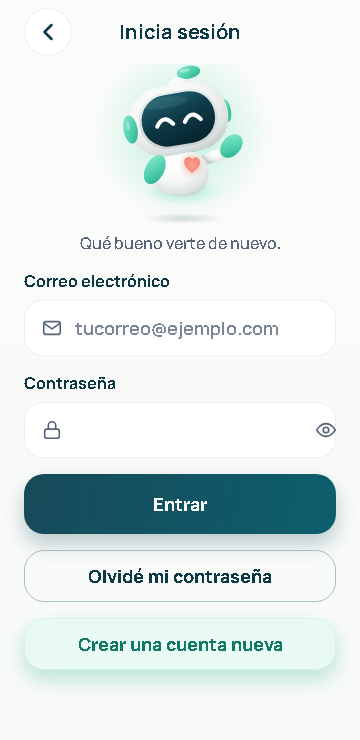 Inicia sesión
Qué bueno verte de nuevo.
Correo electrónico
tucorreo@ejemplo.com
Contraseña
Entrar
Olvidé mi contraseña
Crear una cuenta nueva